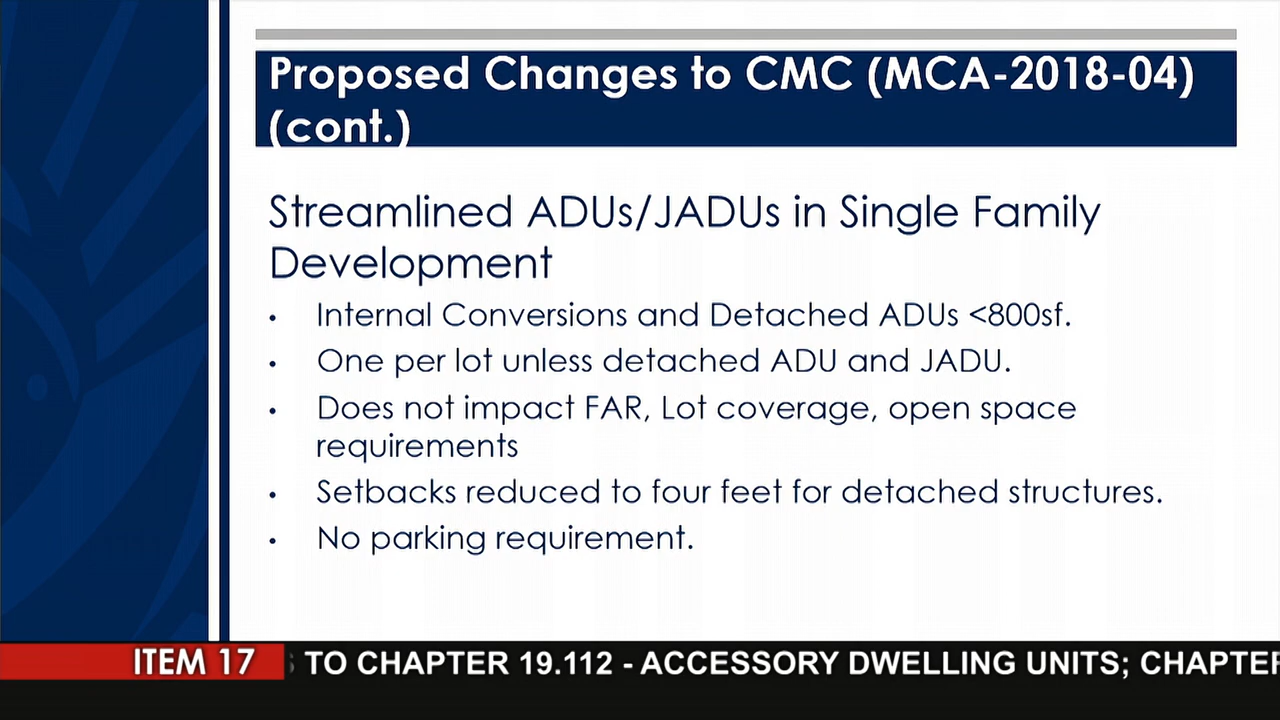 Proposed Changes to CMC (MCA-2018-04)
(cont.)
Streamlined ADUs/JADUs in Single Family
Development
• Internal Conversions and Detached ADUs <800sf.
• One per lot unless detached ADU and JADU.
• Does not impact FAR, Lot coverage, open space
requirements
• Setbacks reduced to four feet for detached structures.
• No parking requirement.
ITEM 17 TO CHAPTER 19.112 - ACCESSORY DWELLING UNITS; CHAPTER